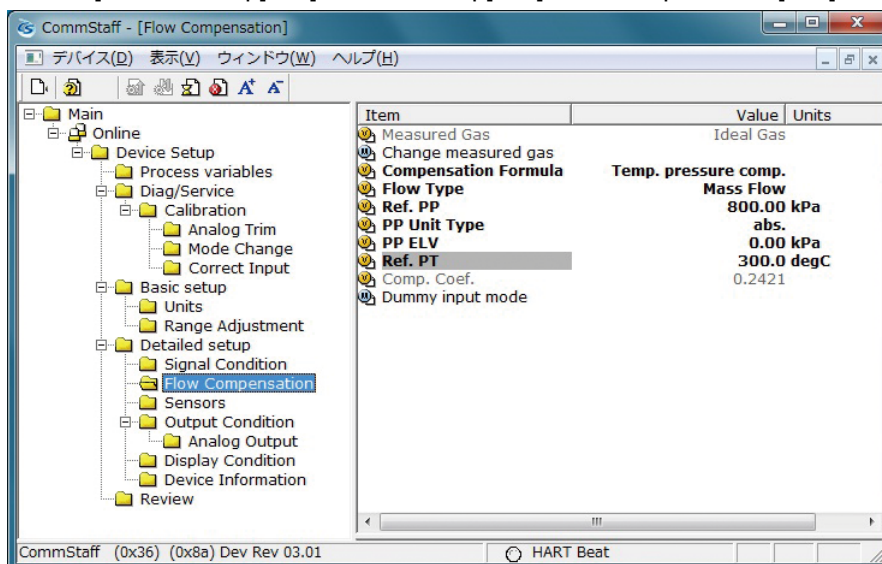 CommStaff - [Flow Compensation]
デバイス(D) 表示(V) ウィンドウ(W) ヘルプ(H)
A+ A-
Main
Online
Device Setup
Process variables
Diag/Service
Calibration
Analog Trim
Mode Change
Correct Input
Basic setup
Units
Range Adjustment
Detailed setup
Signal Condition
Flow Compensation
Sensors
Output Condition
Analog Output
Display Condition
Device Information
Review
Item Value Units
Measured Gas Ideal Gas
Change measured gas
Compensation Formula Temp. pressure comp.
Flow Type Mass Flow
Ref. PP 800.00 kPa
PP Unit Type abs.
PP ELV 0.00 kPa
Ref. PT 300.0 degC
Comp. Coef. 0.2421
Dummy input mode
CommStaff (0x36) (0x8a) Dev Rev 03.01 HART Beat